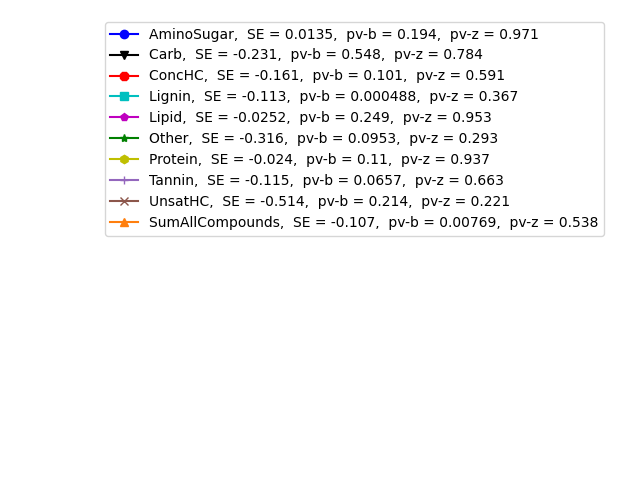 AminoSugar,  SE = 0.0135,  pv-b = 0.194,  pv-z = 0.971
Carb,  SE = -0.231,  pv-b = 0.548,  pv-z = 0.784
ConcHC,  SE = -0.161,  pv-b = 0.101,  pv-z = 0.591
Lignin,  SE = -0.113,  pv-b = 0.000488,  pv-z = 0.367
Lipid,  SE = -0.0252,  pv-b = 0.249,  pv-z = 0.953
Other,  SE = -0.316,  pv-b = 0.0953,  pv-z = 0.293
Protein,  SE = -0.024,  pv-b = 0.11,  pv-z = 0.937
Tannin,  SE = -0.115,  pv-b = 0.0657,  pv-z = 0.663
UnsatHC,  SE = -0.514,  pv-b = 0.214,  pv-z = 0.221
SumAllCompounds,  SE = -0.107,  pv-b = 0.00769,  pv-z = 0.538